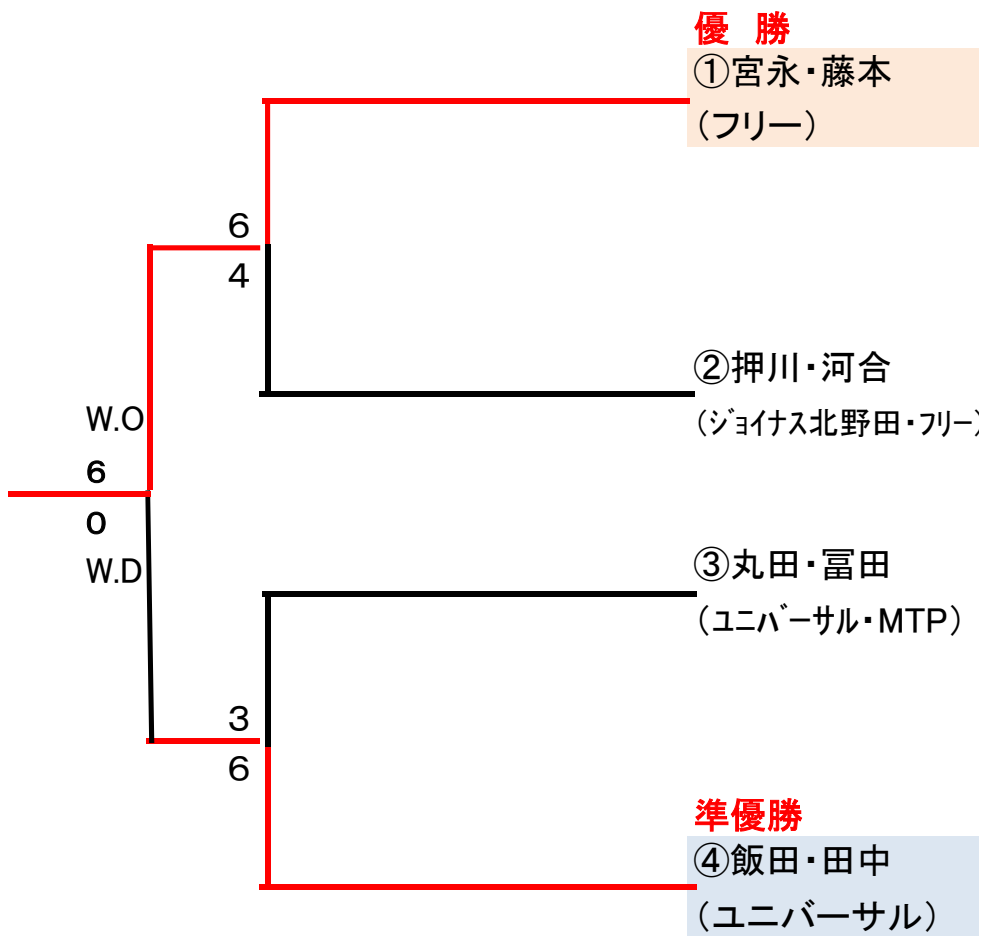 優　勝
①宮永・藤本
（フリー）
6
4
②押川・河合
（ｼﾞｮｲﾅｽ北野田・ﾌﾘｰ）
W.O
6
0
W.D
③丸田・冨田
（ﾕﾆﾊﾞｰｻﾙ・MTP）
3
6
準優勝
④飯田・田中
（ユニバーサル）